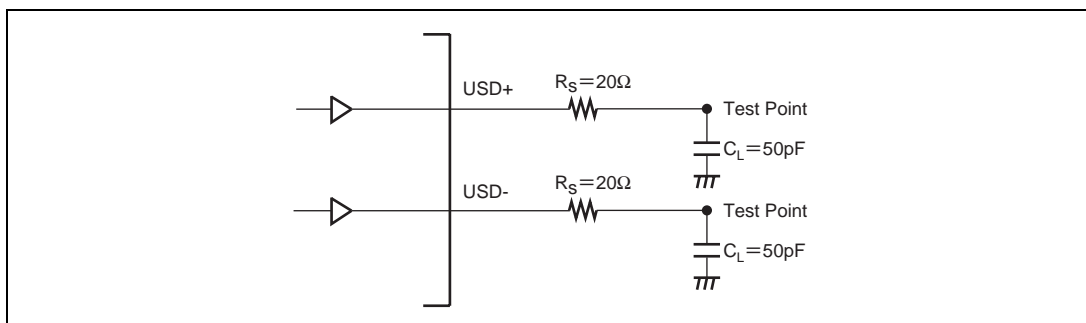 USD+
RS=20Ω
Test Point
CL=50pF
USD-
RS=20Ω
Test Point
CL=50pF